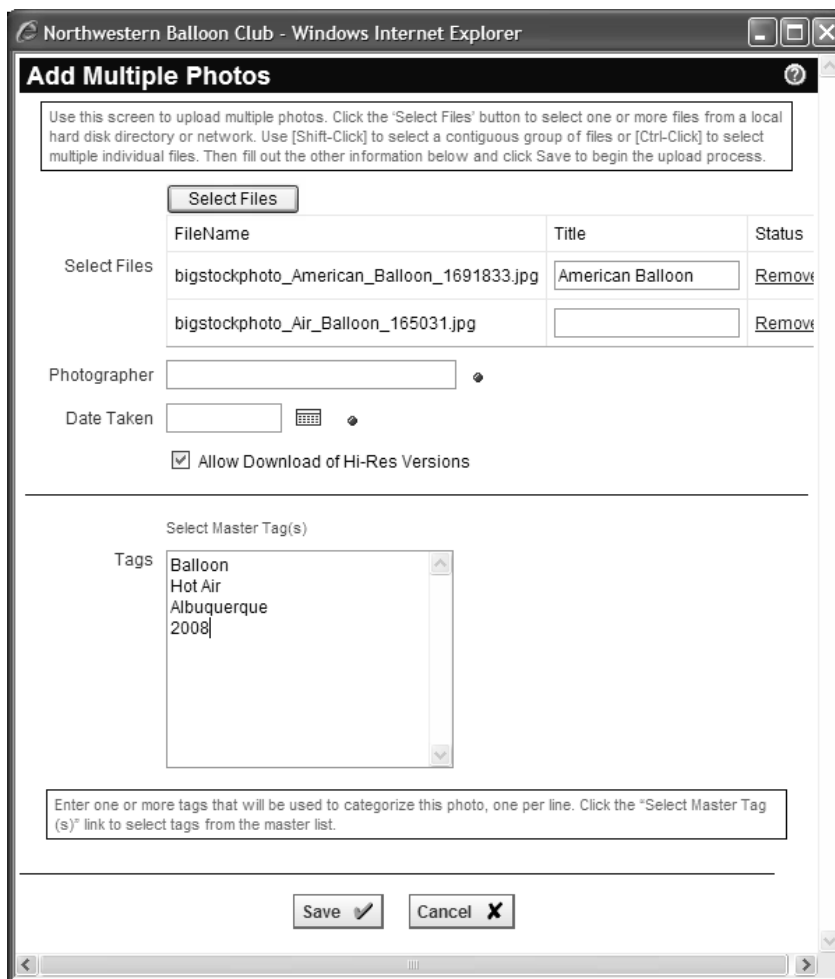 Northwestern Balloon Club - Windows Internet Explorer
Add Multiple Photos
Use this screen to upload multiple photos. Click the 'Select Files' button to select one or more files from a local
hard disk directory or network. Use [Shift-Click] to select a contiguous group of files or [Ctrl-Click] to select
multiple individual files. Then fill out the other information below and click Save to begin the upload process.
Select Files
FileName Title Status
Select Files
bigstockphoto_American_Balloon_1691833.jpg American Balloon Remove
bigstockphoto_Air_Balloon_165031.jpg Remove
Photographer
Date Taken
Allow Download of Hi-Res Versions
Select Master Tag(s)
Tags
Balloon
Hot Air
Albuquerque
2008
Enter one or more tags that will be used to categorize this photo, one per line. Click the "Select Master Tag
(s)" link to select tags from the master list.
Save Cancel